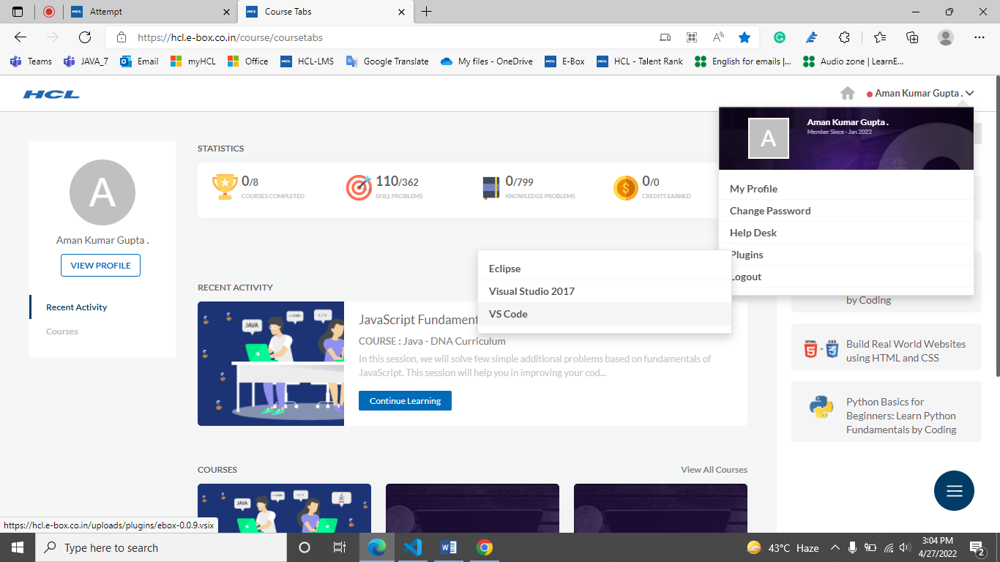 Attempt
Course Tabs
https://hcl.e-box.co.in/course/coursetabs
Teams
JAVA_7
Email
myHCL
Office
HCL-LMS
Google Translate
My files - OneDrive
E-Box
HCL - Talent Rank
English for emails |...
Audio zone | LearnE...
HCL
Aman Kumar Gupta .
A
Aman Kumar Gupta .
Member Since - Jan 2022
My Profile
Change Password
Help Desk
Plugins
Logout
A
Aman Kumar Gupta .
VIEW PROFILE
Recent Activity
Courses
STATISTICS
0/8
COURSES COMPLETED
110/362
SKILL PROBLEMS
0/799
KNOWLEDGE PROBLEMS
0/0
CREDITS EARNED
Eclipse
Visual Studio 2017
VS Code
RECENT ACTIVITY
JAVA
</>
JavaScript Fundament
COURSE : Java - DNA Curriculum
In this session, we will solve few simple additional problems based on fundamentals of
JavaScript. This session will help you in improving your cod...
Continue Learning
by Coding
HTML
CSS
Build Real World Websites
using HTML and CSS
Python Basics for
Beginners: Learn Python
Fundamentals by Coding
COURSES
View All Courses
JAVA
</>
https://hcl.e-box.co.in/uploads/plugins/ebox-0.0.9.vsix
Type here to search
43°C Haze
3:04 PM
4/27/2022
2